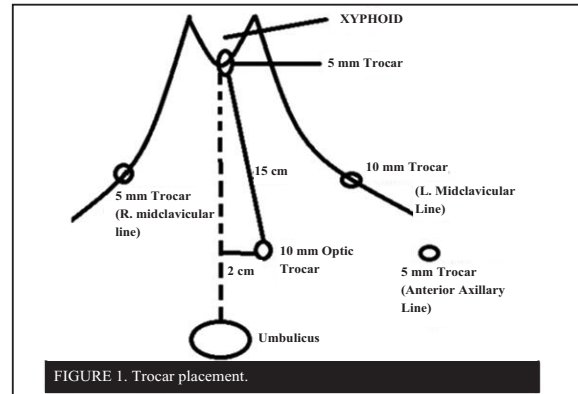 XYPHOID
5 mm Trocar
15 cm
10 mm Trocar
(L. Midclavicular
Line)
5 mm Trocar
(R. midclavicular
line)
10 mm Optic
Trocar
2 cm
5 mm Trocar
(Anterior Axillary
Line)
Umbulicus
FIGURE 1. Trocar placement.